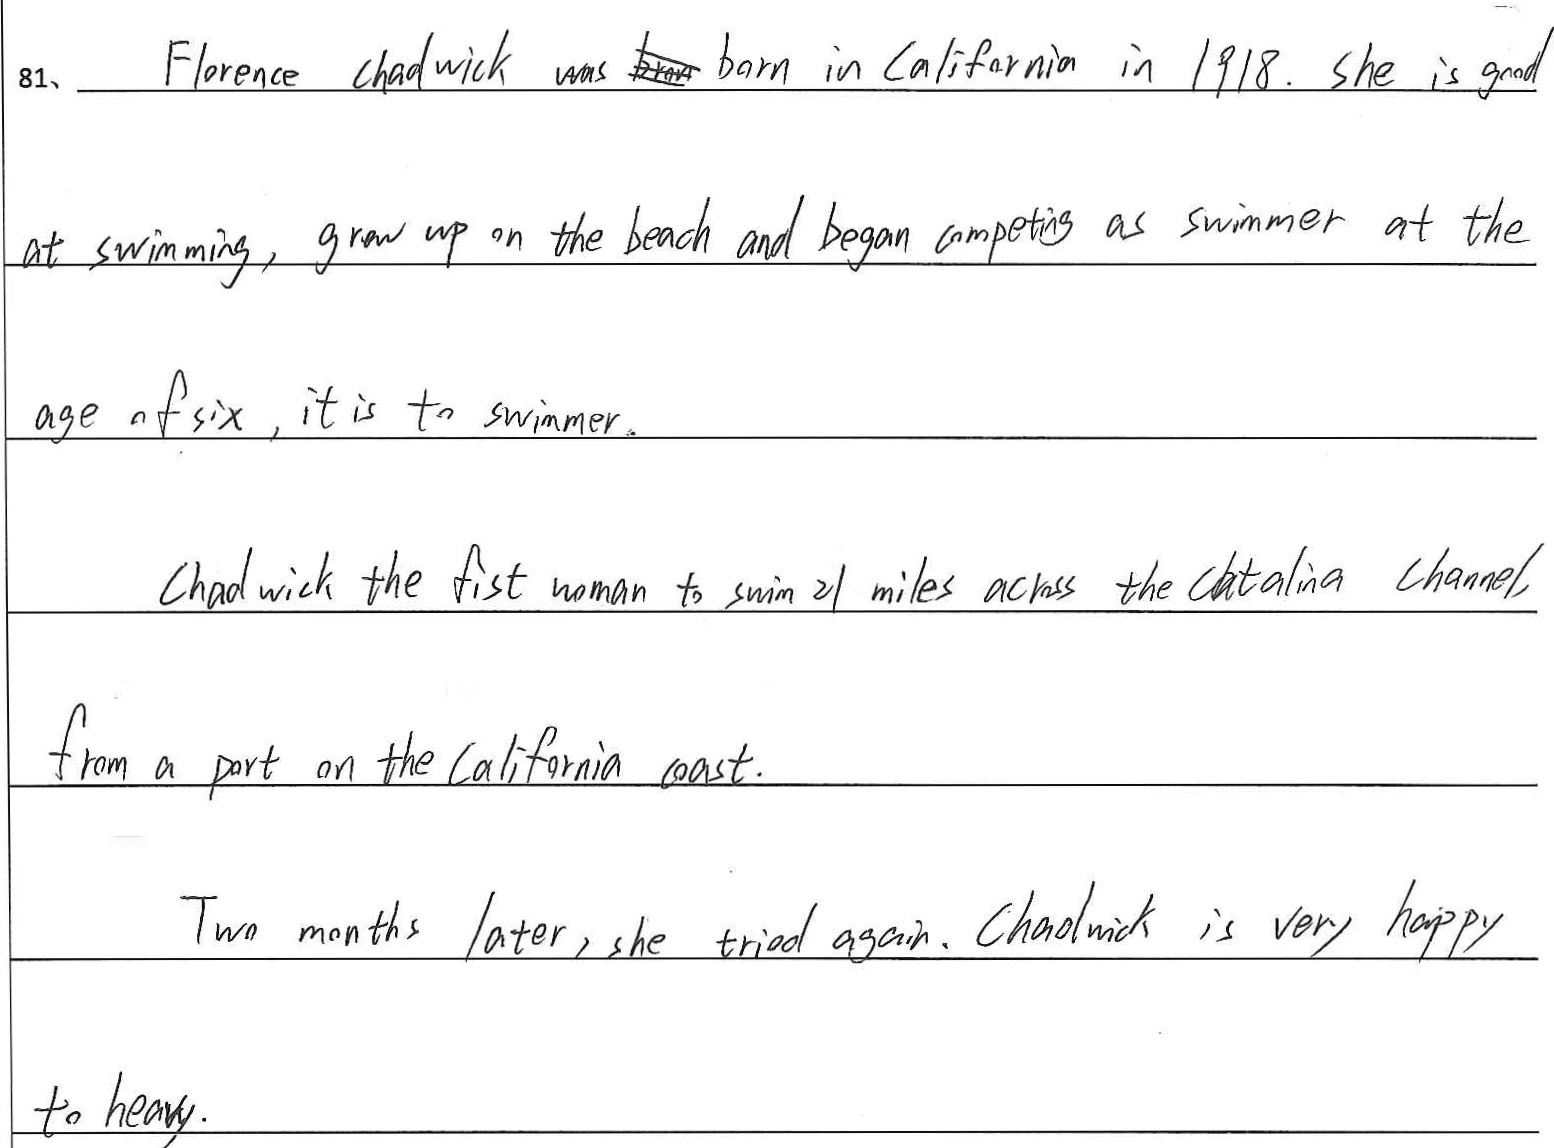 81、 Florence chadwick was barn in California in 1918. she is good
at swimming, grow up on the beach and began competing as swimmer at the
age of six, it is to swimmer.
Chadwick the fist woman to swim 21 miles across the Catalina Channel,
from a port on the California coast.
Two months later, she tried again. Chadwick is very happy
to heavy.